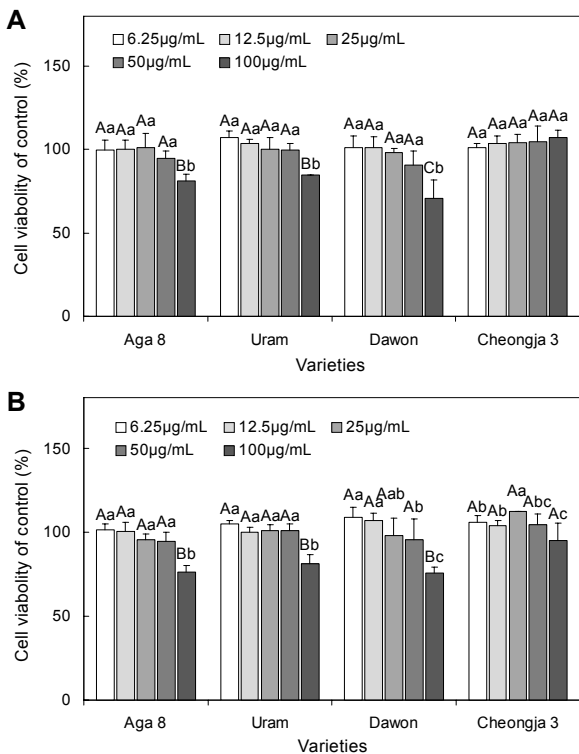 A
6.25µg/mL 12.5µg/mL 25µg/mL
50µg/mL 100µg/mL
Cell viabolity of control (%)
150
100
50
0
Aa Aa Aa Aa Bb
Aa Aa Aa Aa Bb
Aa Aa Aa Aa Cb
Aa Aa Aa Aa Aa
Aga 8 Uram Dawon Cheongja 3
Varieties
B
6.25µg/mL 12.5µg/mL 25µg/mL
50µg/mL 100µg/mL
Cell viability of control (%)
150
100
50
0
Aa Aa Aa Aa Bb
Aa Aa Aa Aa Bb
Aa Aa Aab Ab Bc
Ab Ab Aa Abc Ac
Aga 8 Uram Dawon Cheongja 3
Varieties